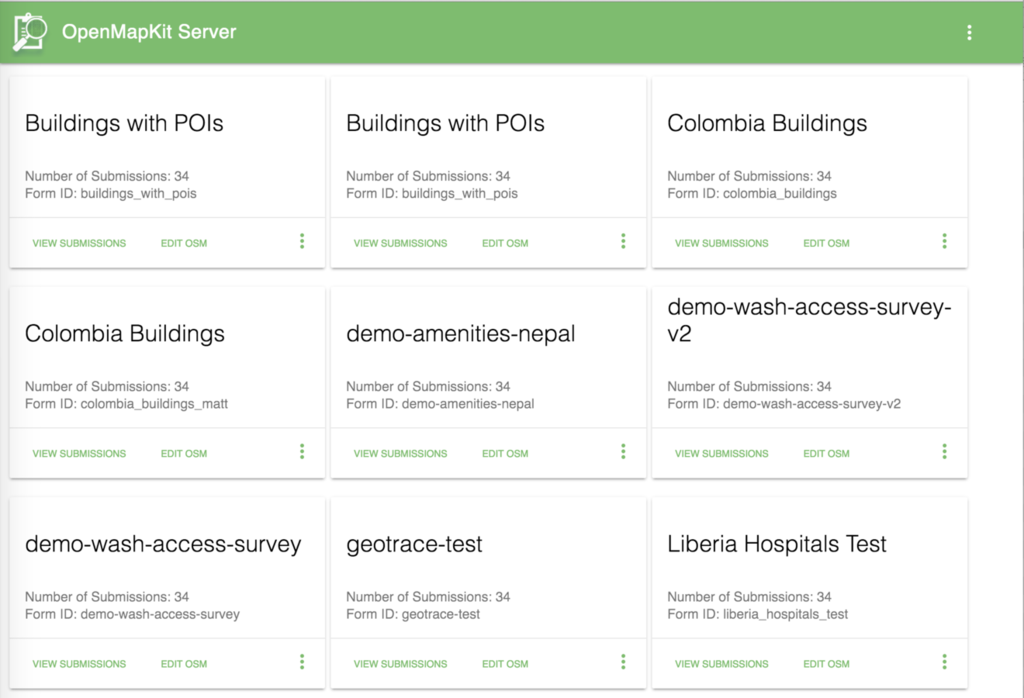 OpenMapKit Server
Buildings with POIs
Number of Submissions: 34
Form ID: buildings_with_pois
VIEW SUBMISSIONS EDIT OSM
Buildings with POIs
Number of Submissions: 34
Form ID: buildings_with_pois
VIEW SUBMISSIONS EDIT OSM
Colombia Buildings
Number of Submissions: 34
Form ID: colombia_buildings
VIEW SUBMISSIONS EDIT OSM
Colombia Buildings
Number of Submissions: 34
Form ID: colombia_buildings_matt
VIEW SUBMISSIONS EDIT OSM
demo-amenities-nepal
Number of Submissions: 34
Form ID: demo-amenities-nepal
VIEW SUBMISSIONS EDIT OSM
demo-wash-access-survey-
v2
Number of Submissions: 34
Form ID: demo-wash-access-survey-v2
VIEW SUBMISSIONS EDIT OSM
demo-wash-access-survey
Number of Submissions: 34
Form ID: demo-wash-access-survey
VIEW SUBMISSIONS EDIT OSM
geotrace-test
Number of Submissions: 34
Form ID: geotrace-test
VIEW SUBMISSIONS EDIT OSM
Liberia Hospitals Test
Number of Submissions: 34
Form ID: liberia_hospitals_test
VIEW SUBMISSIONS EDIT OSM